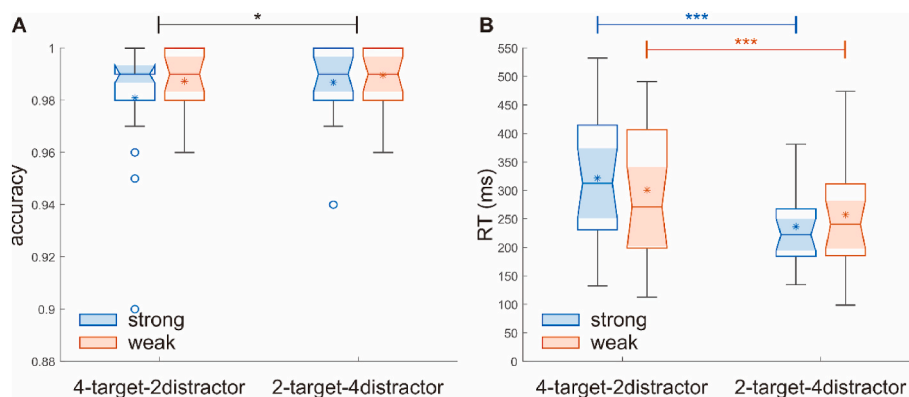 A
*
accuracy
1
0.98
0.96
0.94
0.92
0.9
0.88
strong
weak
4-target-2distractor
2-target-4distractor
B
***
***
RT (ms)
550
500
450
400
350
300
250
200
150
100
50
0
strong
weak
4-target-2distractor
2-target-4distractor